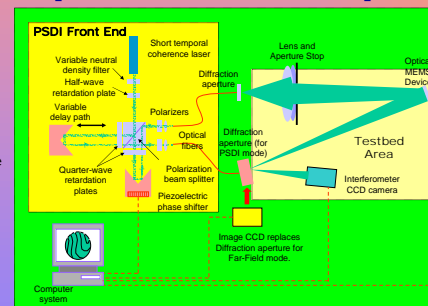 PSDI Front End
Short temporal
coherence laser
Variable neutral
density filter
Half-wave
retardation plate
Variable
delay path
Polarizers
Optical
fibers
Quarter-wave
retardation
plates
Polarization
beam splitter
Piezoelectric
phase shifter
Diffraction
aperture
Lens and
Aperture Stop
Optical
MEMS
Device
Diffraction
aperture (for
PSDI mode)
Testbed
Area
Interferometer
CCD camera
Image CCD replaces
Diffraction aperture for
Far-Field mode.
Computer
system